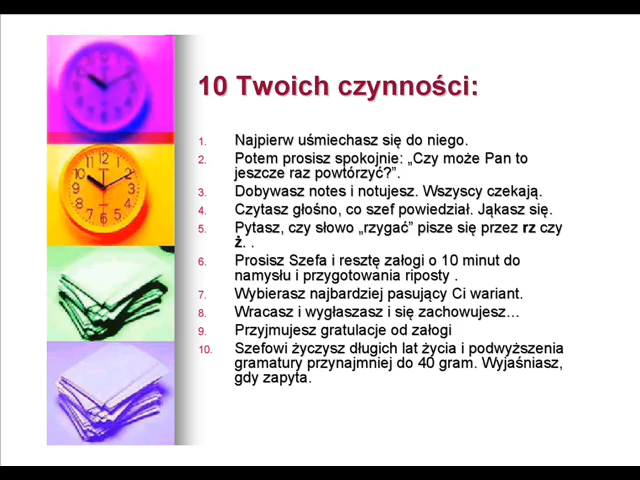 10 Twoich czynności:
1. Najpierw uśmiechasz się do niego.
2. Potem prosisz spokojnie: „Czy może Pan to
jeszcze raz powtórzyć?”.
3. Dobywasz notes i notujesz. Wszyscy czekają.
4. Czytasz głośno, co szef powiedział. Jąkasz się.
5. Pytasz, czy słowo „rzygać” pisze się przez rz czy
ż. .
6. Prosisz Szefa i resztę załogi o 10 minut do
namysłu i przygotowania riposty .
7. Wybierasz najbardziej pasujący Ci wariant.
8. Wracasz i wygłaszasz i się zachowujesz…
9. Przyjmujesz gratulacje od załogi
10. Szefowi życzysz długich lat życia i podwyższenia
gramatury przynajmniej do 40 gram. Wyjaśniasz,
gdy zapyta.